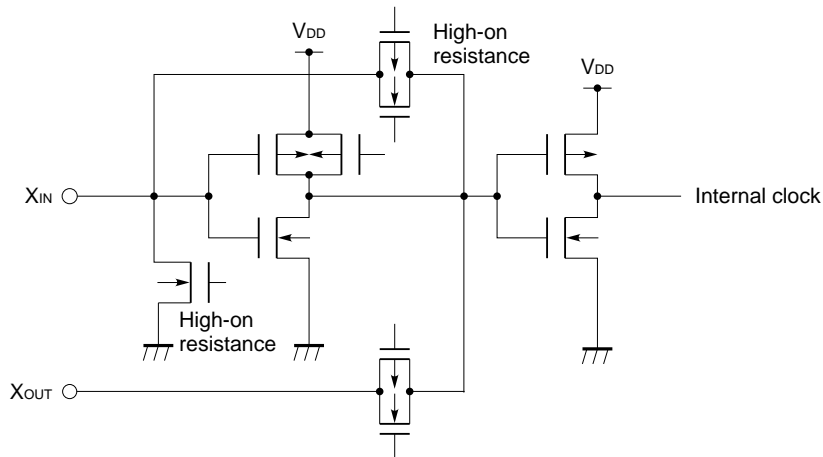 VDD
High-on
resistance
VDD
XIN
Internal clock
High-on
resistance
XOUT